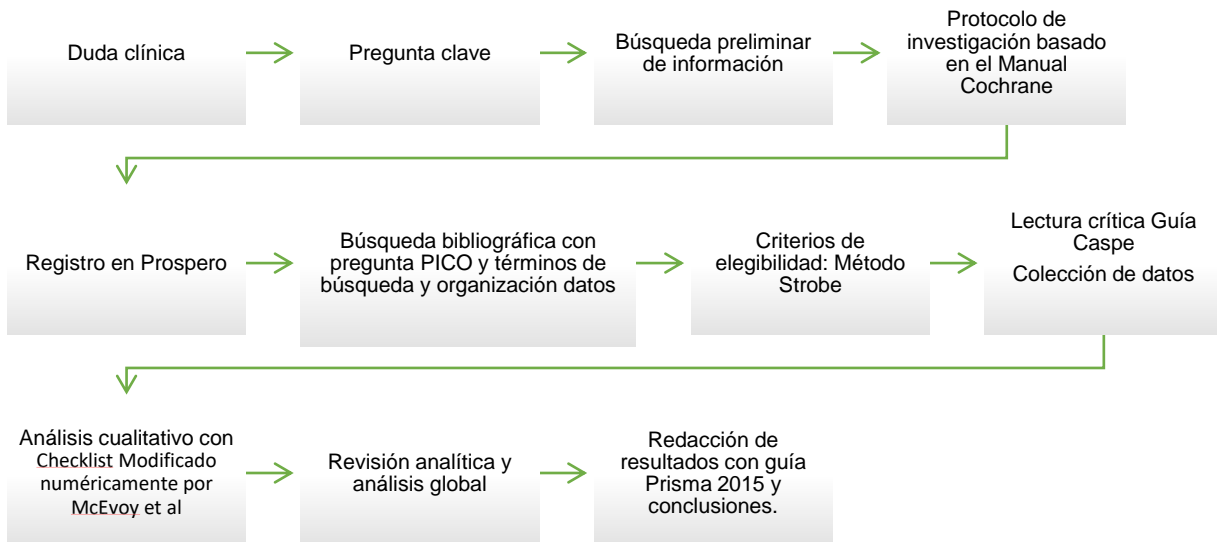 Duda clínica
Pregunta clave
Búsqueda preliminar
de información
Protocolo de
investigación basado
en el Manual
Cochrane
Registro en Prospero
Búsqueda bibliográfica con
pregunta PICO y términos de
búsqueda y organización datos
Criterios de
elegibilidad: Método
Strobe
Lectura crítica Guía
Caspe
Colección de datos
Análisis cualitativo con
Checklist Modificado
numéricamente por
McEvoy et al
Revisión analítica y
análisis global
Redacción de
resultados con guía
Prisma 2015 y
conclusiones.